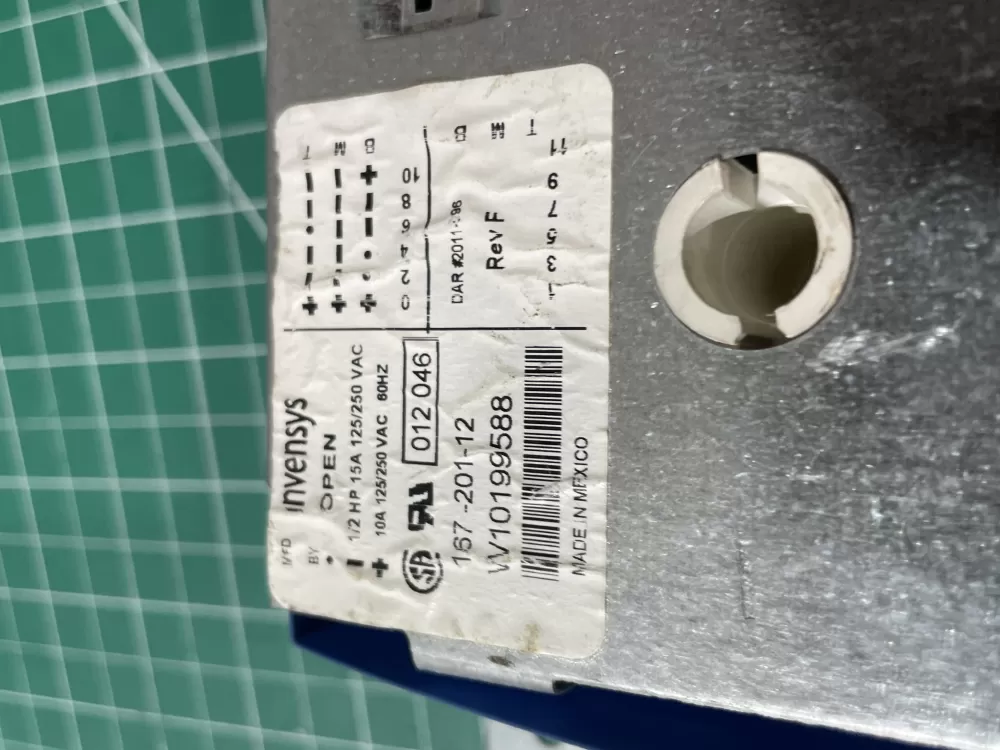 MFD
BY
invensys
• OPEN
▬ 1/2 HP 15A 125/250 VAC
✚ 10A 125/250 VAC 60HZ
012 046
167-201-12
W10199588
MADE IN MEXICO
0 2 4 6 8 10
B
DAR #2011-
Rev F
1 3 5 7 9 11